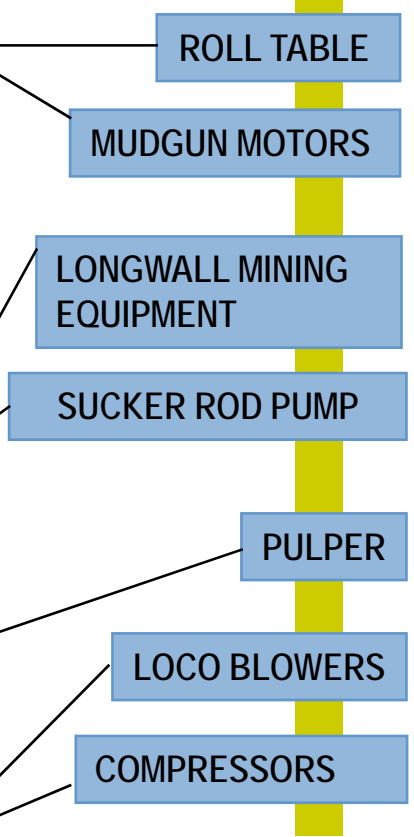 ROLL TABLE
MUDGUN MOTORS
LONGWALL MINING
EQUIPMENT
SUCKER ROD PUMP
PULPER
LOCO BLOWERS
COMPRESSORS